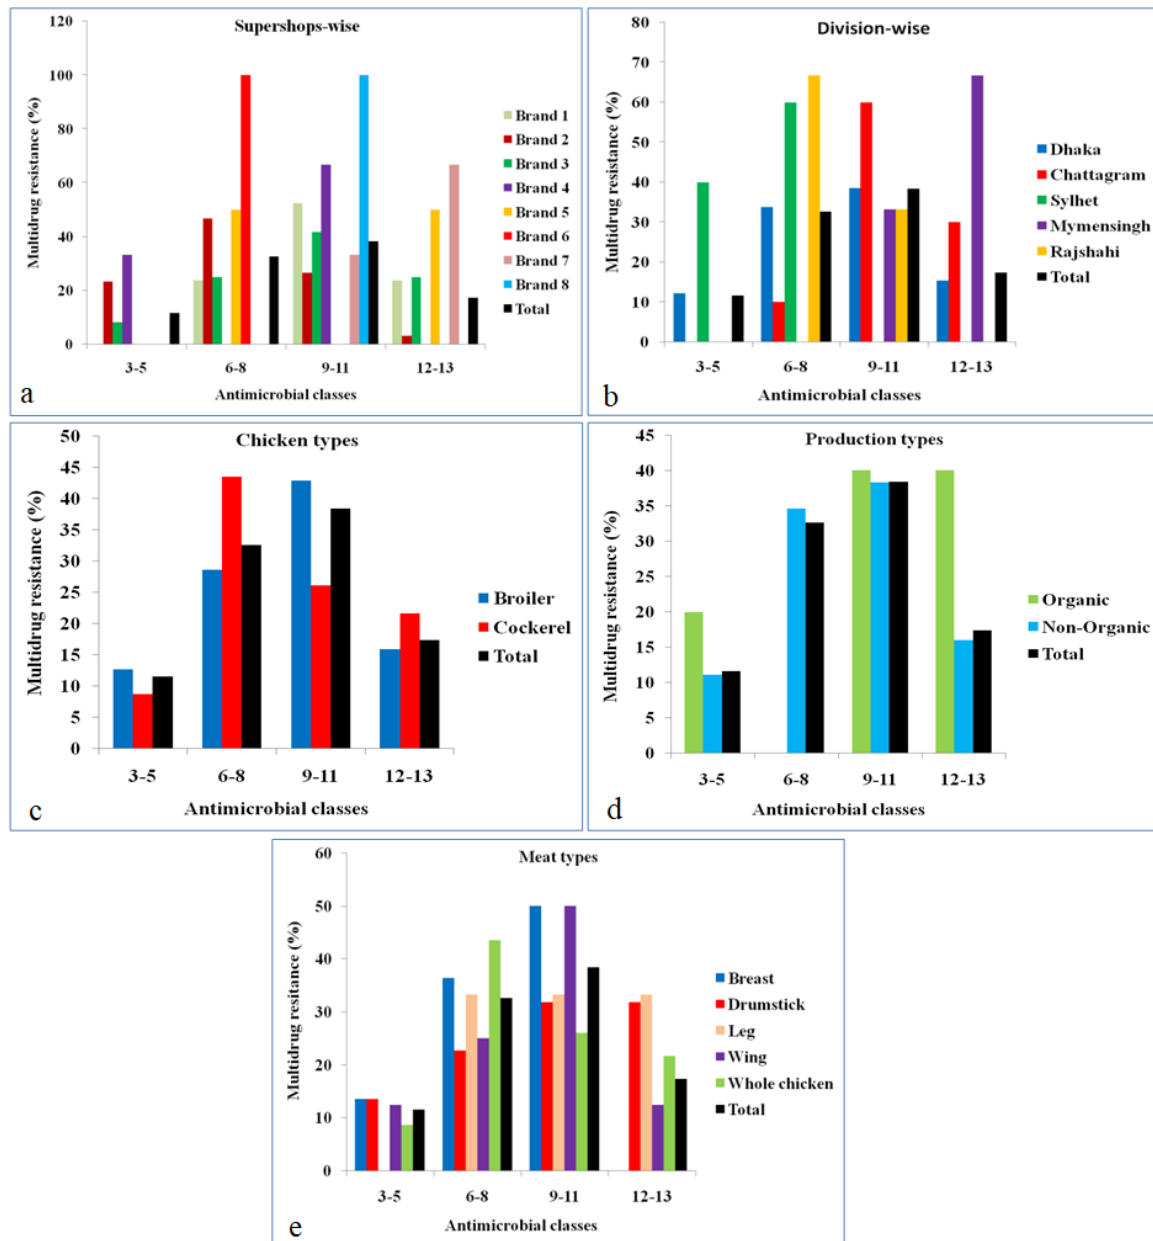 Supershops-wise
Multidrug resistance (%)
120
100
80
60
40
20
0
3-5 6-8 9-11 12-13
Antimicrobial classes
Brand 1
Brand 2
Brand 3
Brand 4
Brand 5
Brand 6
Brand 7
Brand 8
Total
a
Division-wise
Multidrug resistance (%)
80
70
60
50
40
30
20
10
0
3-5 6-8 9-11 12-13
Antimicrobial classes
Dhaka
Chattagram
Sylhet
Mymensingh
Rajshahi
Total
b
Chicken types
Multidrug resistance (%)
50
45
40
35
30
25
20
15
10
5
0
3-5 6-8 9-11 12-13
Antimicrobial classes
Broiler
Cockerel
Total
c
Production types
Multidrug resistance (%)
45
40
35
30
25
20
15
10
5
0
3-5 6-8 9-11 12-13
Antimicrobial classes
Organic
Non-Organic
Total
d
Meat types
Multidrug resitance (%)
60
50
40
30
20
10
0
3-5 6-8 9-11 12-13
Antimicrobial classes
Breast
Drumstick
Leg
Wing
Whole chicken
Total
e